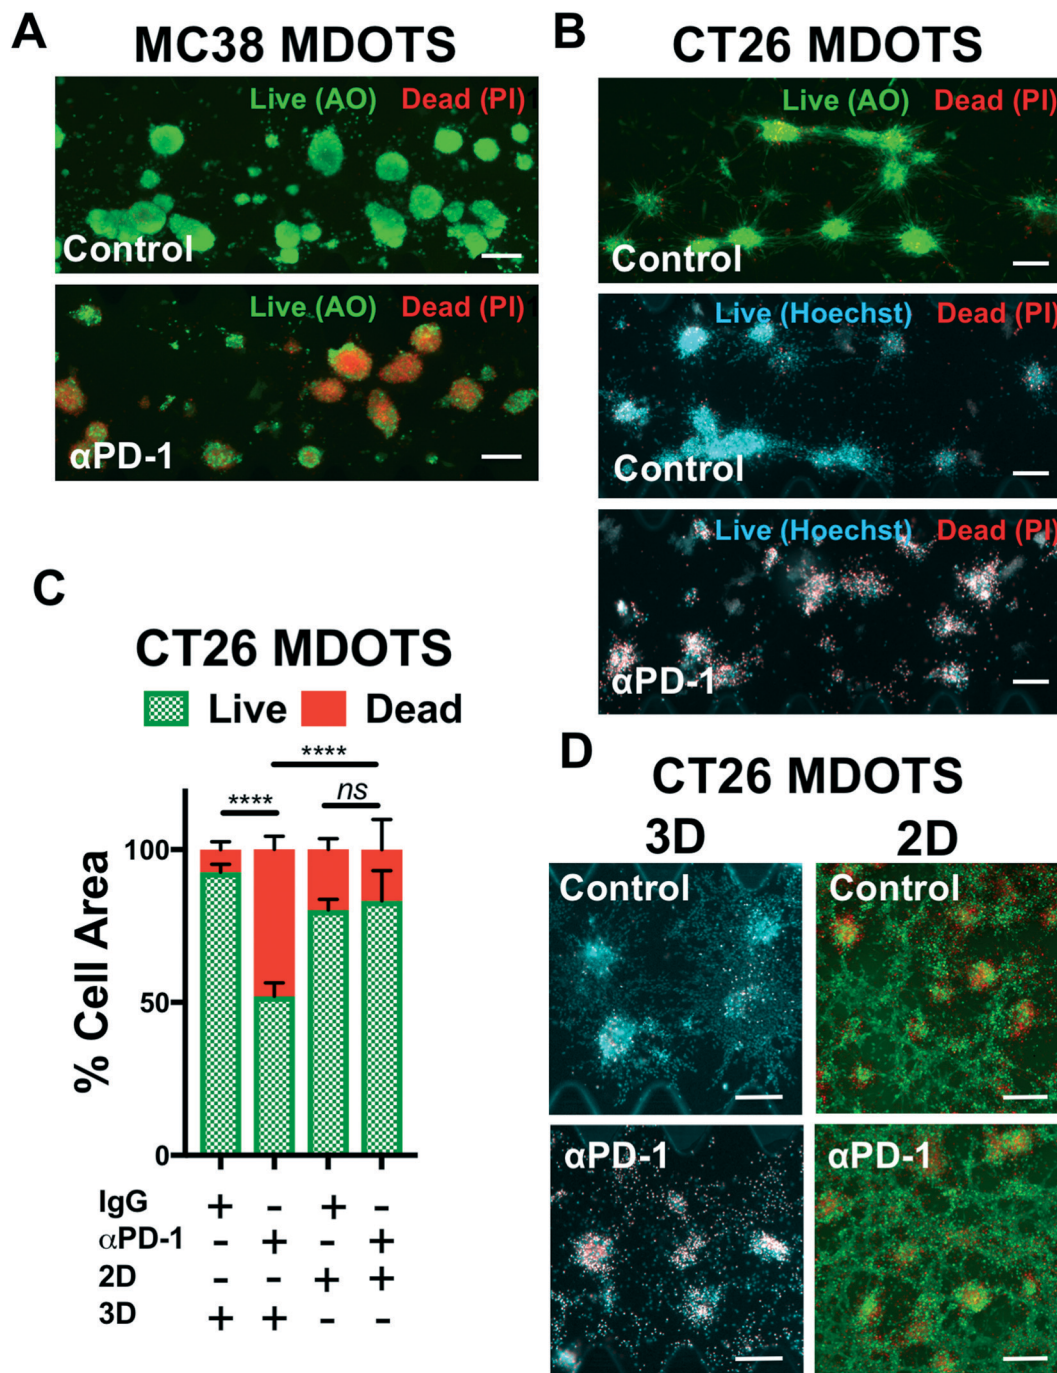 A
MC38 MDOTS
Live (AO) Dead (PI)
Control
Live (AO) Dead (PI)
αPD-1
B
CT26 MDOTS
Live (AO) Dead (PI)
Control
Live (Hoechst) Dead (PI)
Control
Live (Hoechst) Dead (PI)
αPD-1
C
CT26 MDOTS
Live Dead
****
**** ns
% Cell Area
100
50
0
IgG + - + -
αPD-1 - + - +
2D - - + +
3D + + - -
D
CT26 MDOTS
3D 2D
Control Control
αPD-1 αPD-1